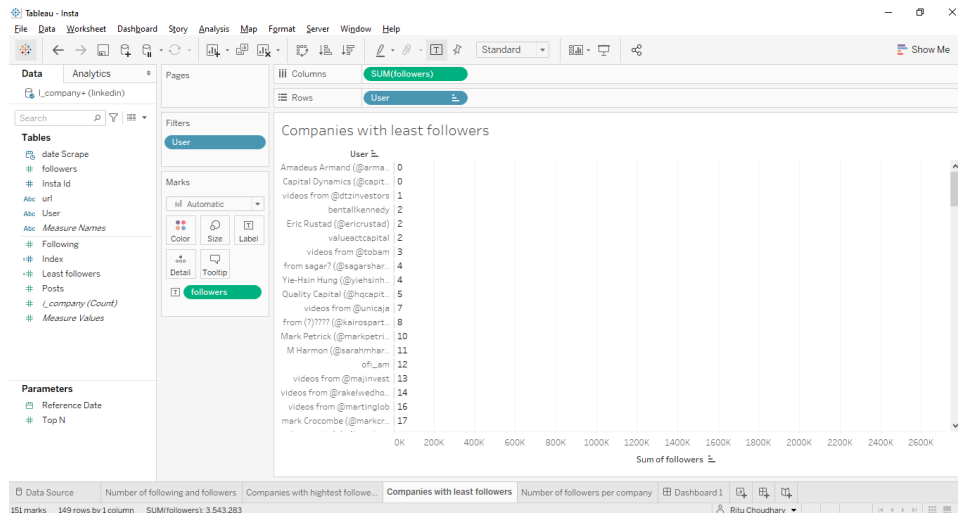 Tableau - Insta
File Data Worksheet Dashboard Story Analysis Map Format Server Window Help
Standard
Show Me
Data Analytics
I_company+ (linkedin)
Search
Tables
date Scrape
# followers
# Insta Id
Abc url
Abc User
Abc Measure Names
# Following
# Index
# Least followers
# Posts
# i_company (Count)
# Measure Values
Parameters
Reference Date
# Top N
Pages
Filters
User
Marks
Automatic
Color Size Label
Detail Tooltip
followers
Columns SUM(followers)
Rows User
Companies with least followers
User
Amadeus Armand (@arma.. 0
Capital Dynamics (@capit.. 0
videos from @dtzinvestors 1
bentallkennedy 2
Eric Rustad (@ericrustad) 2
valueactcapital 2
videos from @tobam 3
from sagar? (@sagarshar.. 4
Yie-Hsin Hung (@yiehsinh.. 4
Quality Capital (@hqcapit.. 5
videos from @unicaja 7
from (?)???? (@kairospart.. 8
Mark Petrick (@markpetri.. 10
M Harmon (@sarahmhar.. 11
ofi_am 12
videos from @majinvest 13
videos from @rakelwedho.. 14
videos from @martinglob 16
mark Crocombe (@markcr.. 17
0K 200K 400K 600K 800K 1000K 1200K 1400K 1600K 1800K 2000K 2200K 2400K 2600K
Sum of followers
Data Source Number of following and followers Companies with hightest followe... Companies with least followers Number of followers per company Dashboard 1
151 marks 149 rows by 1 column SUM(followers): 3,543,283 Ritu Choudhary